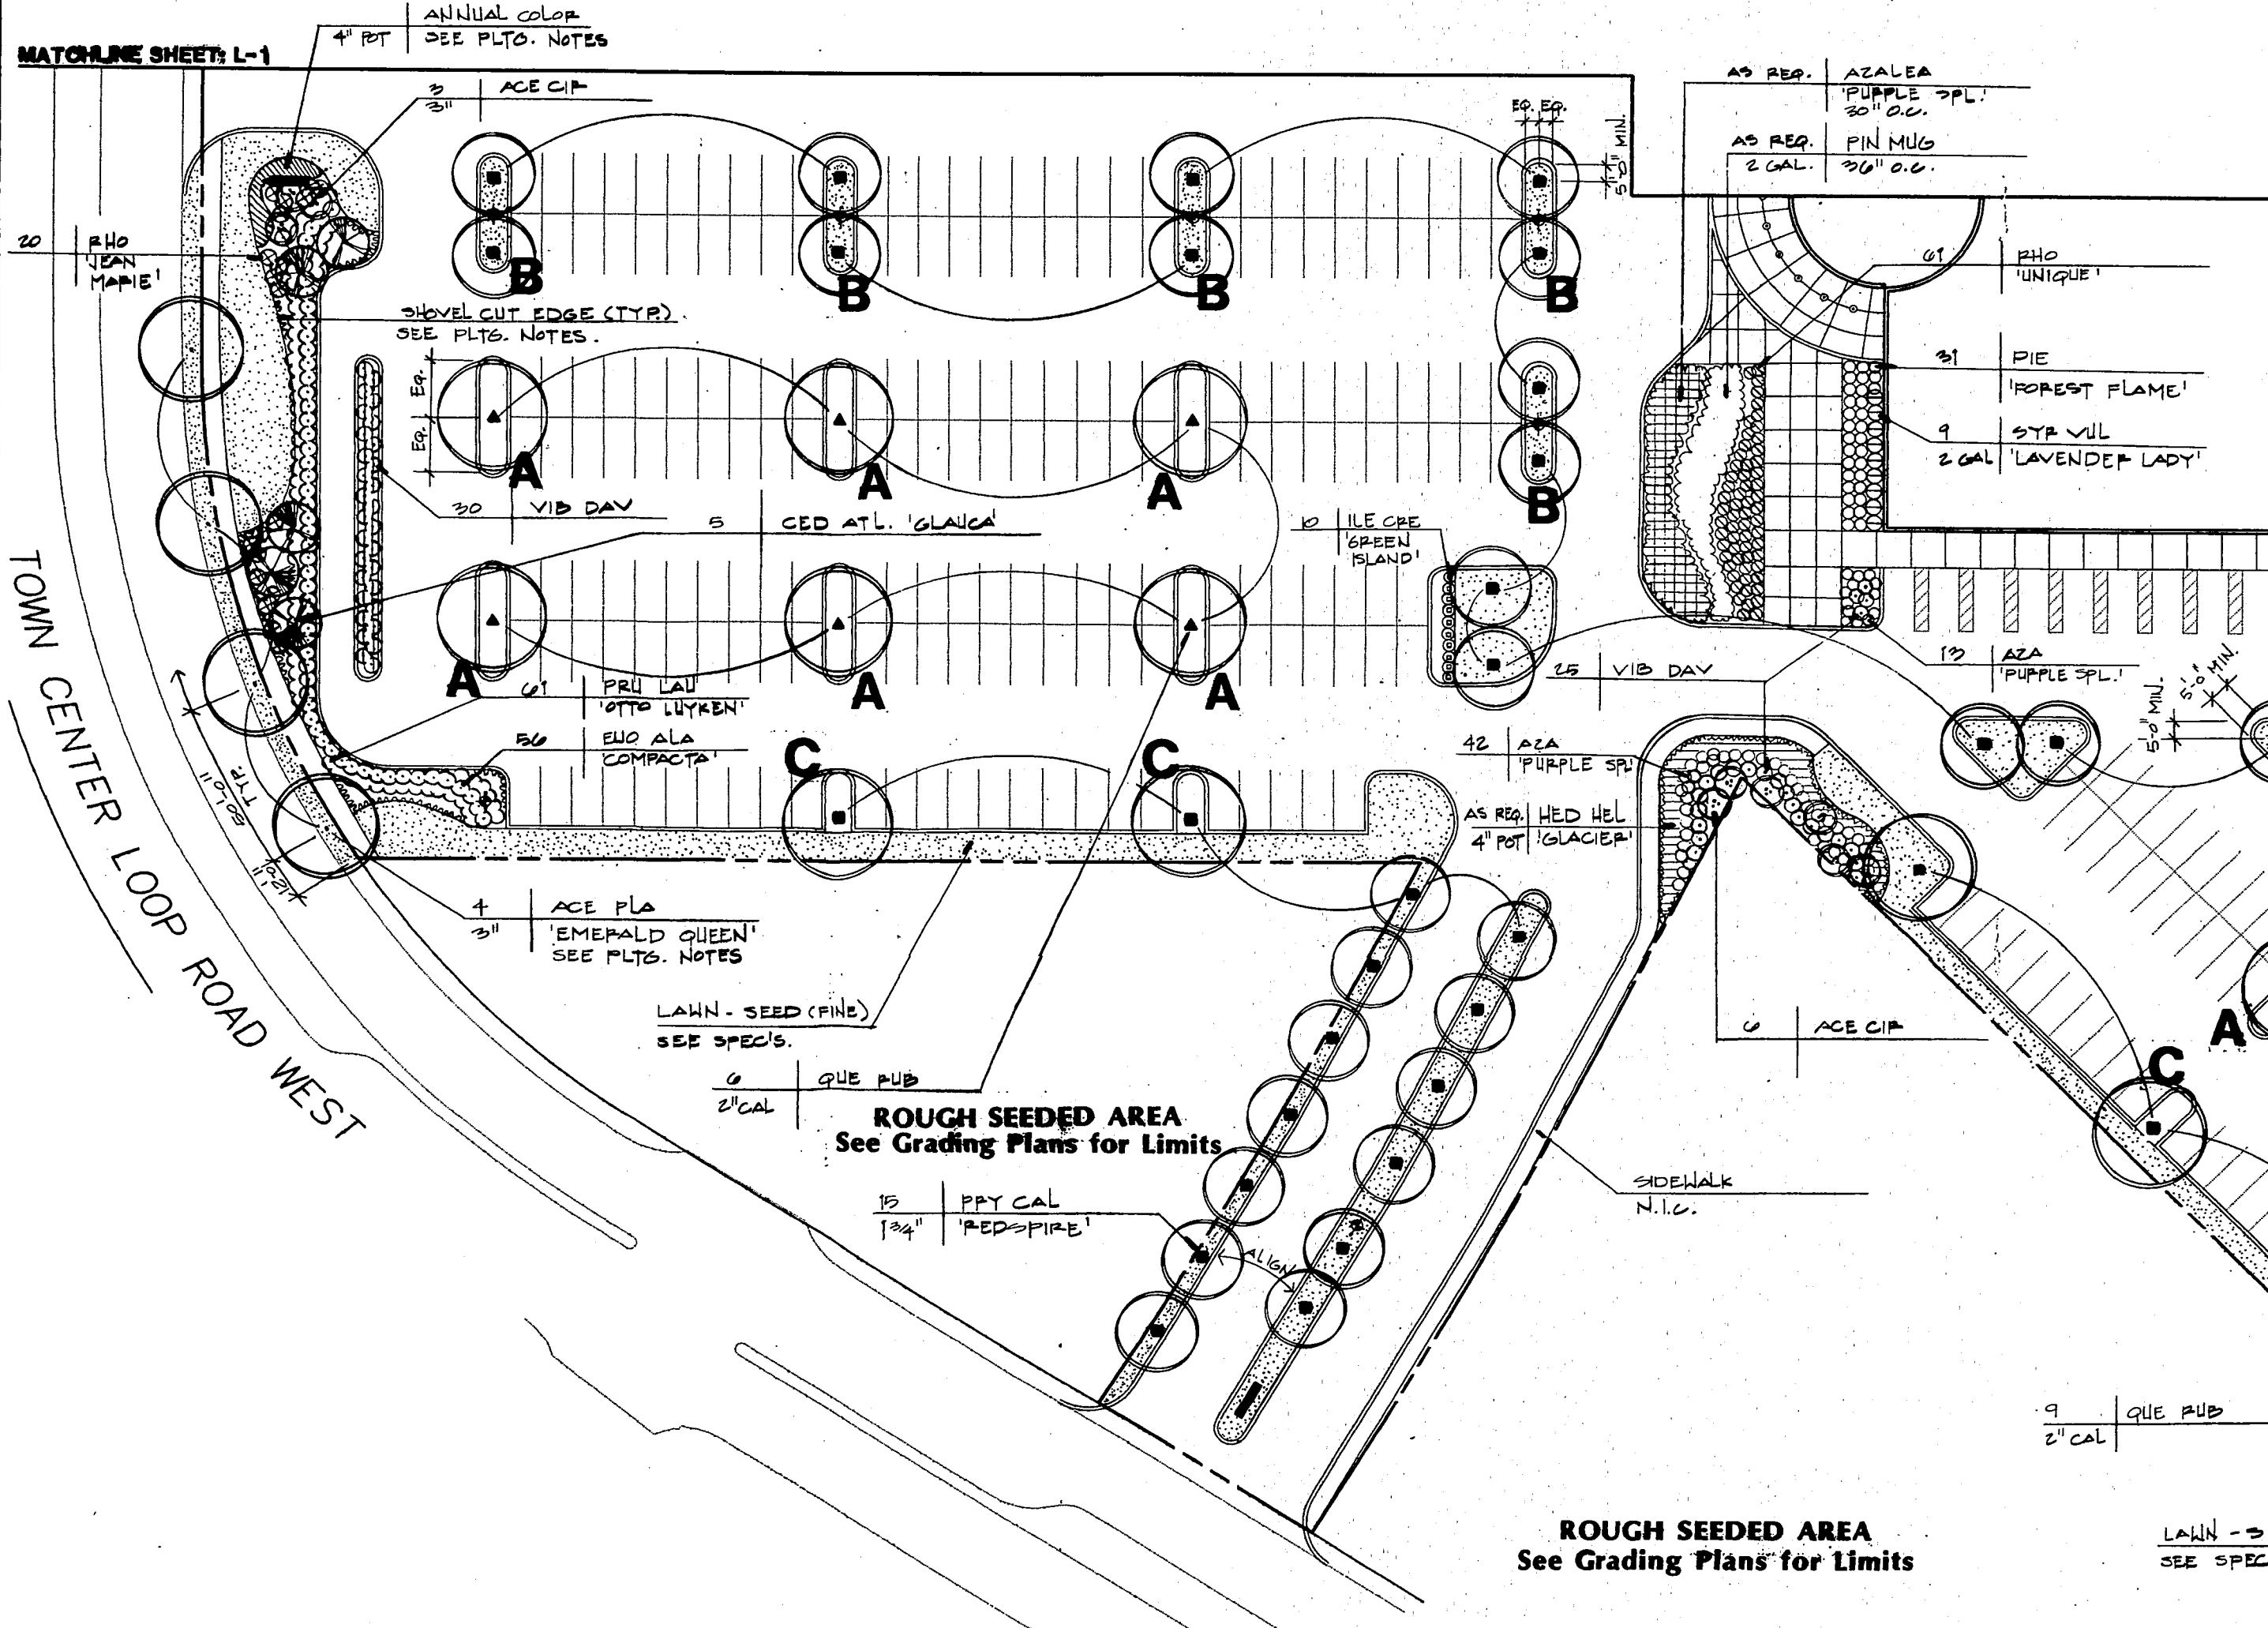 ANNUAL COLOR
4" POT SEE PLTG. NOTES
MATCHLINE SHEET: L-1
3 ACE CIR
3"
AS REQ. AZALEA
'PURPLE SPL.'
30" O.C.
AS REQ. PIN MUG
2 GAL. 36" O.C.
EQ. EQ.
5'-0" MIN.
20 RHO
'JEAN
MARIE'
61 RHO
'UNIQUE'
B
B
B
B
SHOVEL CUT EDGE (TYP.)
SEE PLTG. NOTES.
EQ.
EQ.
31 PIE
'FOREST FLAME'
9 SYR VUL
2 GAL 'LAVENDER LADY'
A
A
A
B
30 VIB DAV
5 CED ATL. 'GLAUCA'
10 ILE CRE
'GREEN
ISLAND'
A
A
A
61 PRU LAU
'OTTO LUYKEN'
25 VIB DAV
13 AZA
'PURPLE SPL.'
5'-0" MIN.
5'-0" MIN.
56 EUO ALA
'COMPACTA'
C
C
42 AZA
'PURPLE SPL'
AS REQ. HED HEL
4" POT 'GLACIER'
TOWN CENTER LOOP ROAD WEST
50'-0"
TYP.
12'-0"
4 ACE PLA
3" 'EMERALD QUEEN'
SEE PLTG. NOTES
LAWN - SEED (FINE)
SEE SPEC'S.
6 ACE CIR
A
C
6 QUE RUB
2" CAL
ROUGH SEEDED AREA
See Grading Plans for Limits
15 PRY CAL
1 3/4" 'REDSPIRE'
ALIGN
SIDEWALK
N.I.C.
9 QUE RUB
2" CAL
ROUGH SEEDED AREA
See Grading Plans for Limits
LAWN - S
SEE SPEC